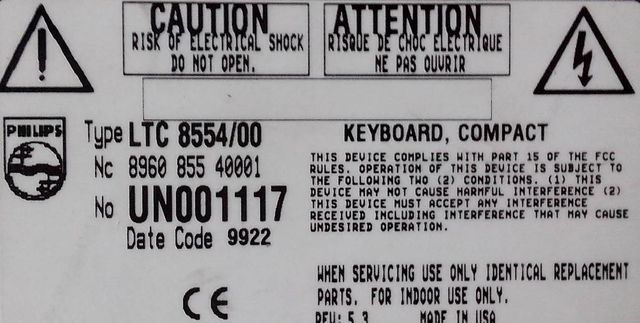 CAUTION
RISK OF ELECTRICAL SHOCK
DO NOT OPEN.
ATTENTION
RISQUE DE CHOC ELECTRIQUE
NE PAS OUVRIR
PHILIPS
Type LTC 8554/00
Nc 8960 855 40001
No UN001117
Date Code 9922
KEYBOARD, COMPACT
THIS DEVICE COMPLIES WITH PART 15 OF THE FCC
RULES. OPERATION OF THIS DEVICE IS SUBJECT TO
THE FOLLOWING TWO (2) CONDITIONS. (1) THIS
DEVICE MAY NOT CAUSE HARMFUL INTERFERENCE (2)
THIS DEVICE MUST ACCEPT ANY INTERFERENCE
RECEIVED INCLUDING INTERFERENCE THAT MAY CAUSE
UNDESIRED OPERATION.
CE
WHEN SERVICING USE ONLY IDENTICAL REPLACEMENT
PARTS. FOR INDOOR USE ONLY.
REV: 5.3 MADE IN USA